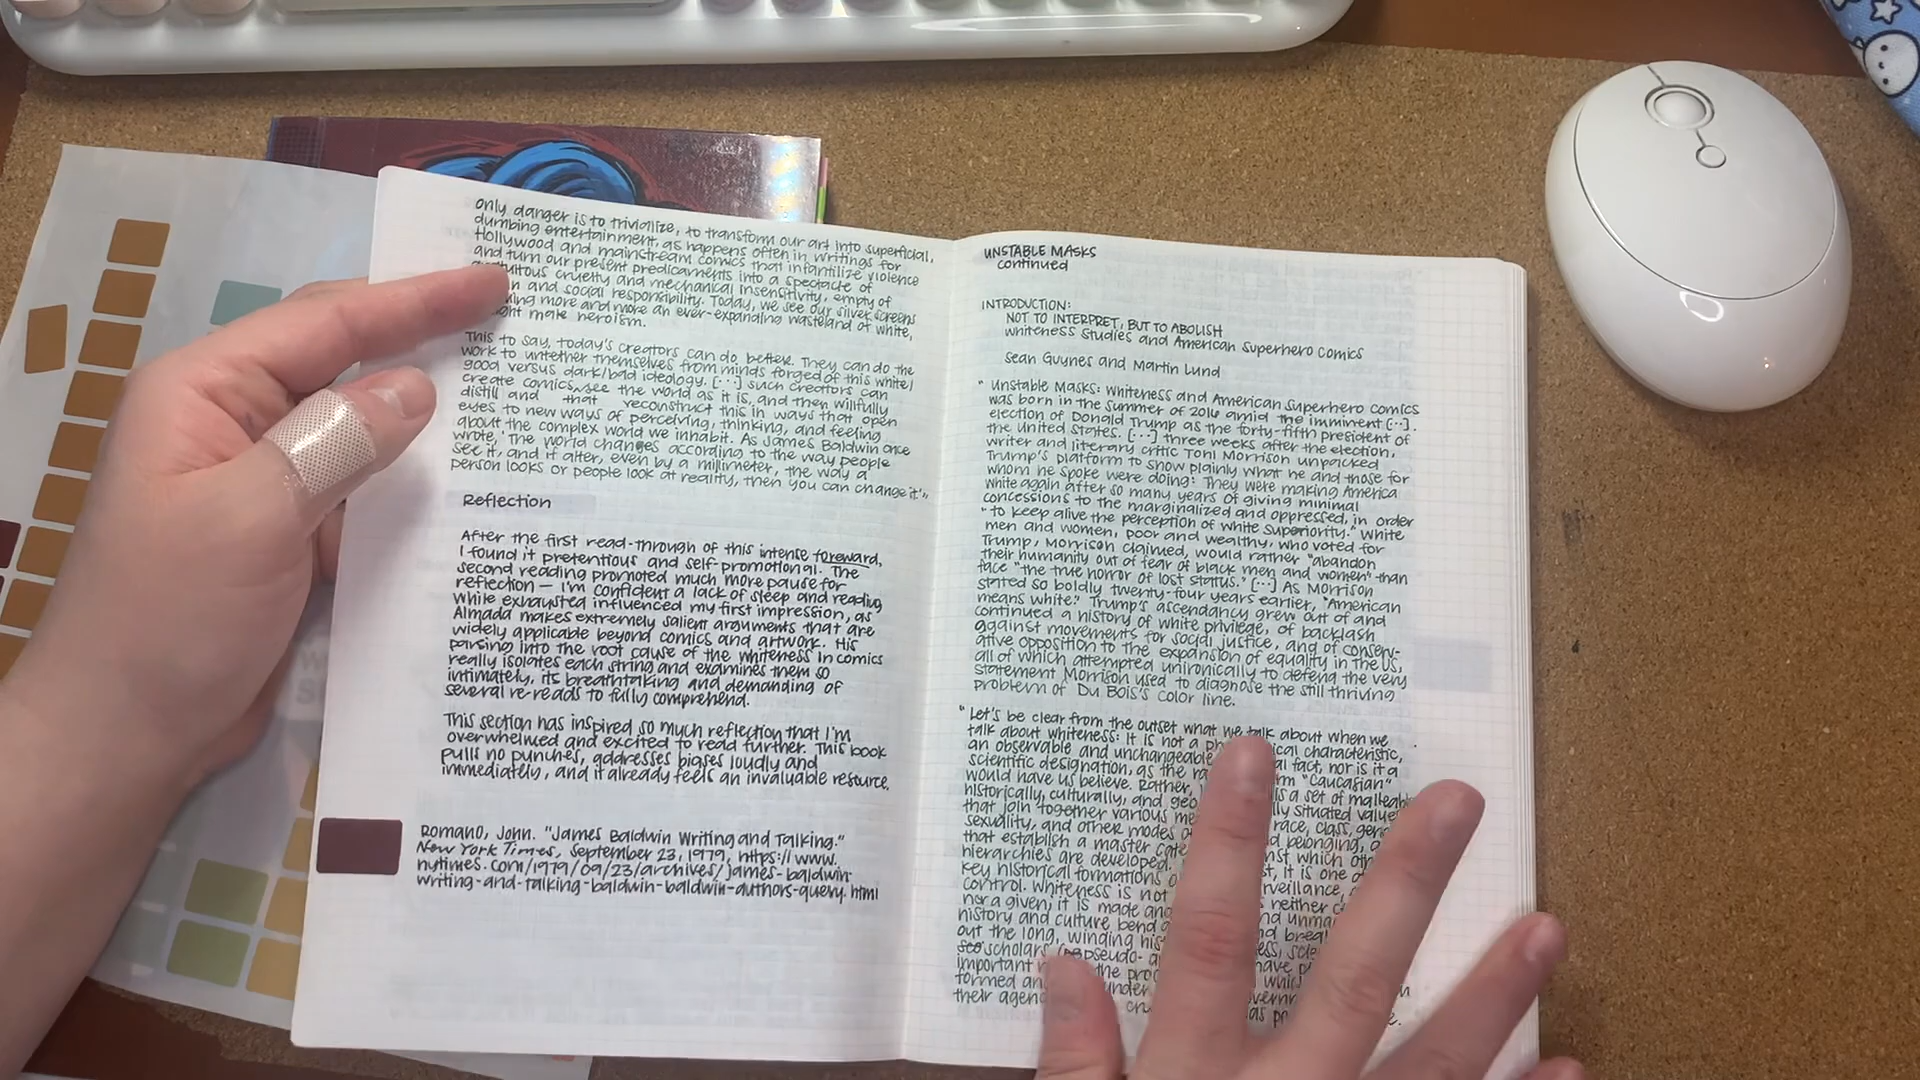 only danger is to trivialize, to transform our art into superficial,
dumbing entertainment, as happens often in writings for
Hollywood and mainstream comics that infantilize violence
and turn our present predicaments into a spectacle of
cruelty and mechanical insensitivity, empty of
and social responsibility. Today, we see our silver screens
more and more an ever-expanding wasteland of white,
male heroism.
This to say, today's creators can do better. They can do the
work to untether themselves from minds forged of this white/
good versus dark/bad ideology. [...] such creators can
create comics see the world as it is, and then willfully
distill and that reconstruct this in ways that open
eyes to new ways of perceiving, thinking, and feeling
about the complex world we inhabit. As James Baldwin once
wrote, 'The world changes according to the way people
see it, and if alter, even by a millimeter, the way a
person looks or people look at reality, then you can change it'"
Reflection
After the first read-through of this intense foreward,
I found it pretentious and self-promotional. The
second reading promoted much more pause for
reflection — I'm confident a lack of sleep and reading
while exhausted influenced my first impression, as
Almada makes extremely salient arguments that are
widely applicable beyond comics and artwork. His
parsing into the root cause of the whiteness in comics
really isolates each string and examines them so
intimately, its breathtaking and demanding of
several re-reads to fully comprehend.
This section has inspired so much reflection that I'm
overwhelmed and excited to read further. This book
pulls no punches, addresses biases loudly and
immediately, and it already feels an invaluable resource.
Romano, John. "James Baldwin Writing and Talking."
New York Times, September 23, 1979, https://www.
nytimes.com/1979/09/23/archives/james-baldwin-
writing-and-talking-baldwin-baldwin-authors-query.html
UNSTABLE MASKS
continued
INTRODUCTION:
NOT TO INTERPRET, BUT TO ABOLISH
Whiteness Studies and American Superhero Comics
Sean Guynes and Martin Lund
" Unstable Masks: Whiteness and American Superhero Comics
was born in the summer of 2016 amid the imminent [...]
election of Donald Trump as the forty-fifth president of
the United States. [...] three weeks after the election,
writer and literary critic Toni Morrison unpacked
Trump's platform to show plainly what he and those for
whom he spoke were doing: They were making America
white again after so many years of giving minimal
concessions to the marginalized and oppressed, in order
"to keep alive the perception of white superiority." White
men and women, poor and wealthy, who voted for
Trump, Morrison claimed, would rather "abandon
their humanity out of fear of black men and women" than
face "the true horror of lost status." [...] As Morrison
stated so boldly twenty-four years earlier, "American
means white." Trump's ascendancy grew out of and
continued a history of white privilege, of backlash
against movements for social justice, and of conserv-
ative opposition to the expansion of equality in the US,
all of which attempted unironically to defend the very
statement Morrison used to diagnose the still thriving
problem of Du Bois's color line.
"Let's be clear from the outset what we talk about when we
talk about whiteness: It is not a characteristic,
an observable and unchangeable fact, nor is it a
scientific designation, as the "Caucasian"
would have us believe. Rather, is a set of malleable
historically, culturally, and situated values
that join together various race, class,
sexuality, and other modes belonging,
that establish a master which
hierarchies are developed. it is one
key historical formations
control. Whiteness is not neither
nor a given; it is made and
history and culture bend
out the long, winding
scholars pseudo-
important the have
formed
their